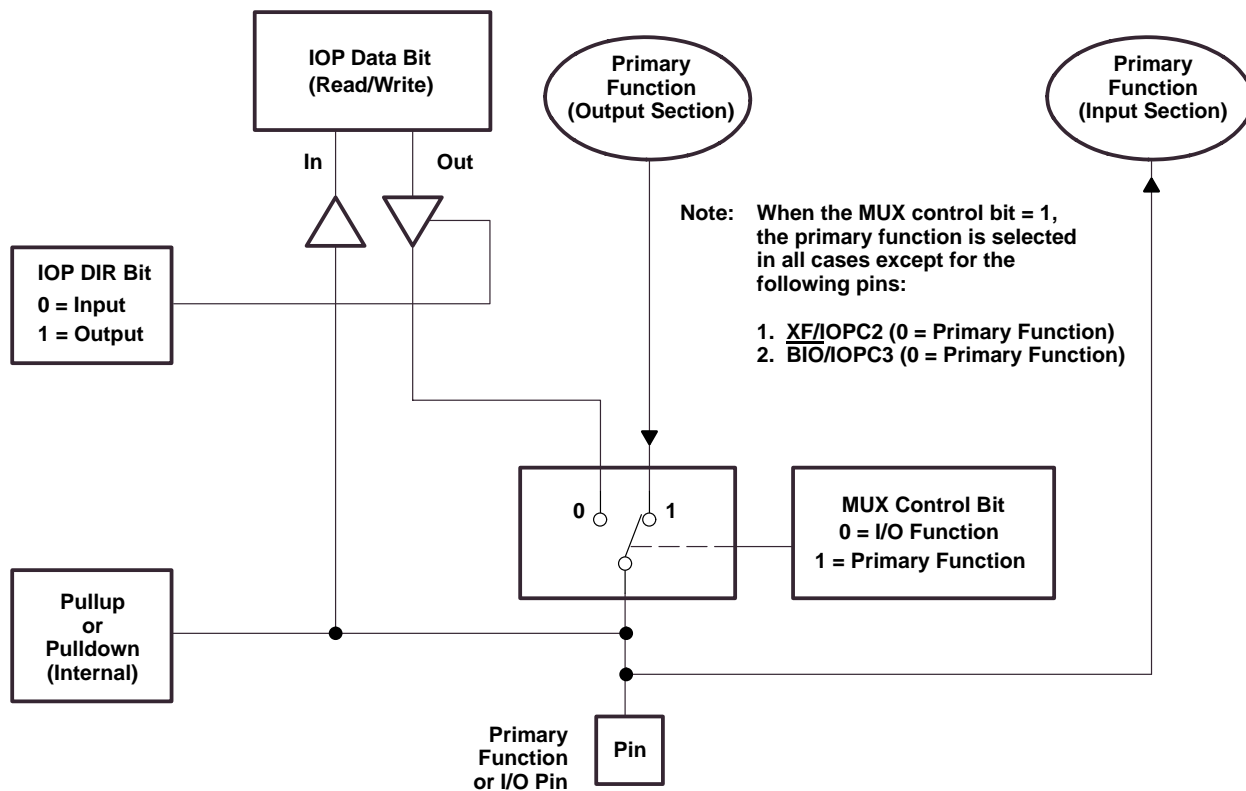 IOP Data Bit
(Read/Write)
Primary
Function
(Output Section)
Primary
Function
(Input Section)
In
Out
Note: When the MUX control bit = 1,
the primary function is selected
in all cases except for the
following pins:
1. XF/IOPC2 (0 = Primary Function)
2. BIO/IOPC3 (0 = Primary Function)
IOP DIR Bit
0 = Input
1 = Output
0
1
MUX Control Bit
0 = I/O Function
1 = Primary Function
Pullup
or
Pulldown
(Internal)
Primary
Function
or I/O Pin
Pin